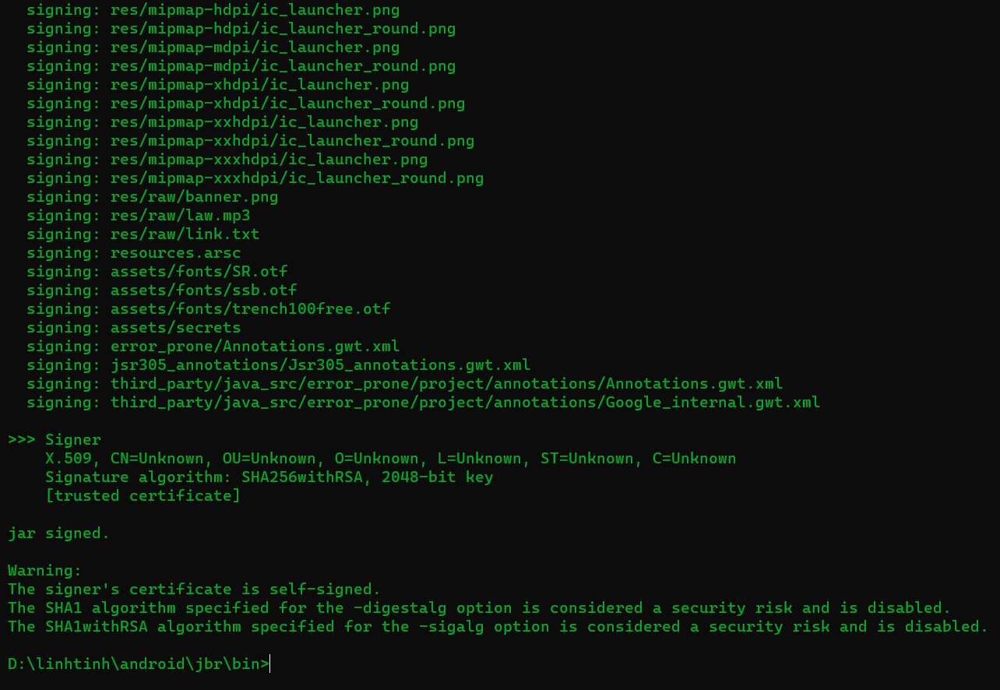 signing: res/mipmap-hdpi/ic_launcher.png
signing: res/mipmap-hdpi/ic_launcher_round.png
signing: res/mipmap-mdpi/ic_launcher.png
signing: res/mipmap-mdpi/ic_launcher_round.png
signing: res/mipmap-xhdpi/ic_launcher.png
signing: res/mipmap-xhdpi/ic_launcher_round.png
signing: res/mipmap-xxhdpi/ic_launcher.png
signing: res/mipmap-xxhdpi/ic_launcher_round.png
signing: res/mipmap-xxxhdpi/ic_launcher.png
signing: res/mipmap-xxxhdpi/ic_launcher_round.png
signing: res/raw/banner.png
signing: res/raw/law.mp3
signing: res/raw/link.txt
signing: resources.arsc
signing: assets/fonts/SR.otf
signing: assets/fonts/ssb.otf
signing: assets/fonts/trench100free.otf
signing: assets/secrets
signing: error_prone/Annotations.gwt.xml
signing: jsr305_annotations/Jsr305_annotations.gwt.xml
signing: third_party/java_src/error_prone/project/annotations/Annotations.gwt.xml
signing: third_party/java_src/error_prone/project/annotations/Google_internal.gwt.xml
>>> Signer
X.509, CN=Unknown, OU=Unknown, O=Unknown, L=Unknown, ST=Unknown, C=Unknown
Signature algorithm: SHA256withRSA, 2048-bit key
[trusted certificate]
jar signed.
Warning:
The signer's certificate is self-signed.
The SHA1 algorithm specified for the -digestalg option is considered a security risk and is disabled.
The SHA1withRSA algorithm specified for the -sigalg option is considered a security risk and is disabled.
D:\linhtinh\android\jbr\bin>